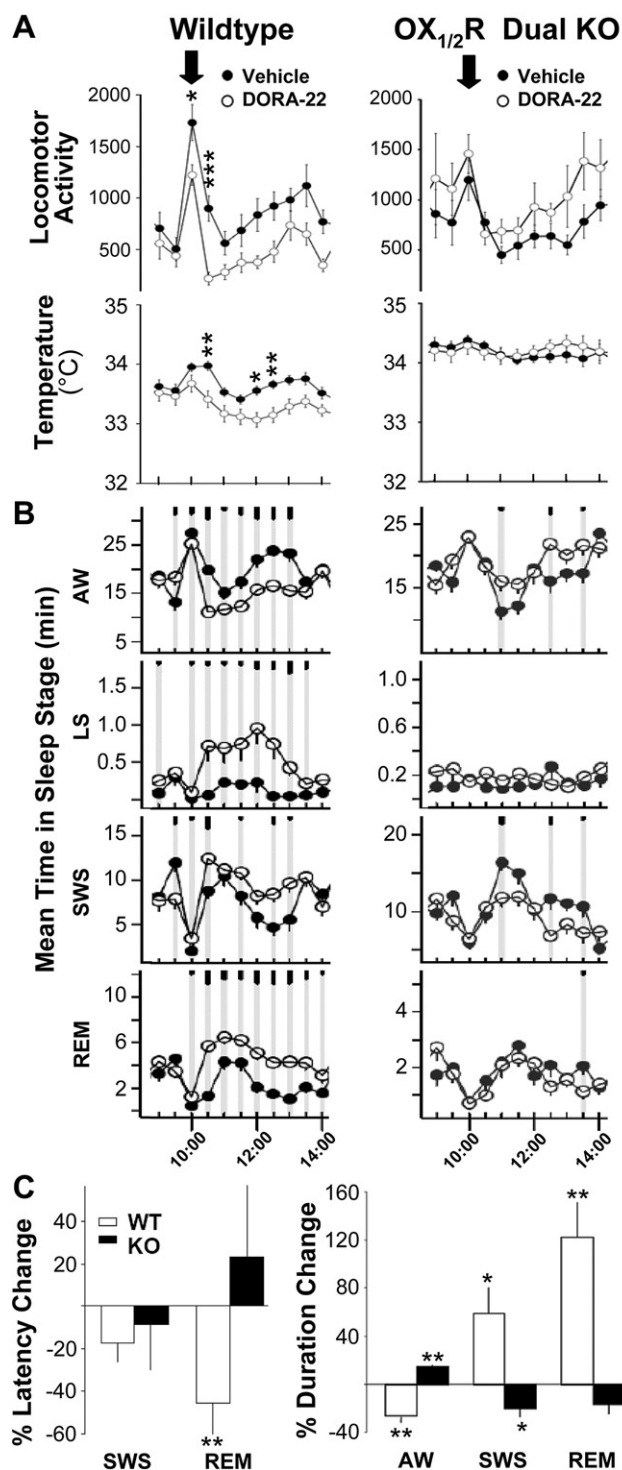 A
Wildtype
OX1/2R Dual KO
Vehicle
DORA-22
Vehicle
DORA-22
Locomotor Activity
2000
1500
1000
500
*
***
2000
1500
1000
500
Temperature (°C)
35
34
33
32
**
*
**
35
34
33
32
B
Mean Time in Sleep Stage (min)
AW
25
15
5
25
15
LS
1.5
1.0
0.5
0
1.0
0.6
0.2
SWS
15
10
5
0
20
10
0
REM
10
6
2
4
2
10:00
12:00
14:00
10:00
12:00
14:00
C
% Latency Change
40
20
-20
-40
-60
WT
KO
**
SWS
REM
% Duration Change
160
120
80
40
-40
**
**
*
*
**
AW
SWS
REM